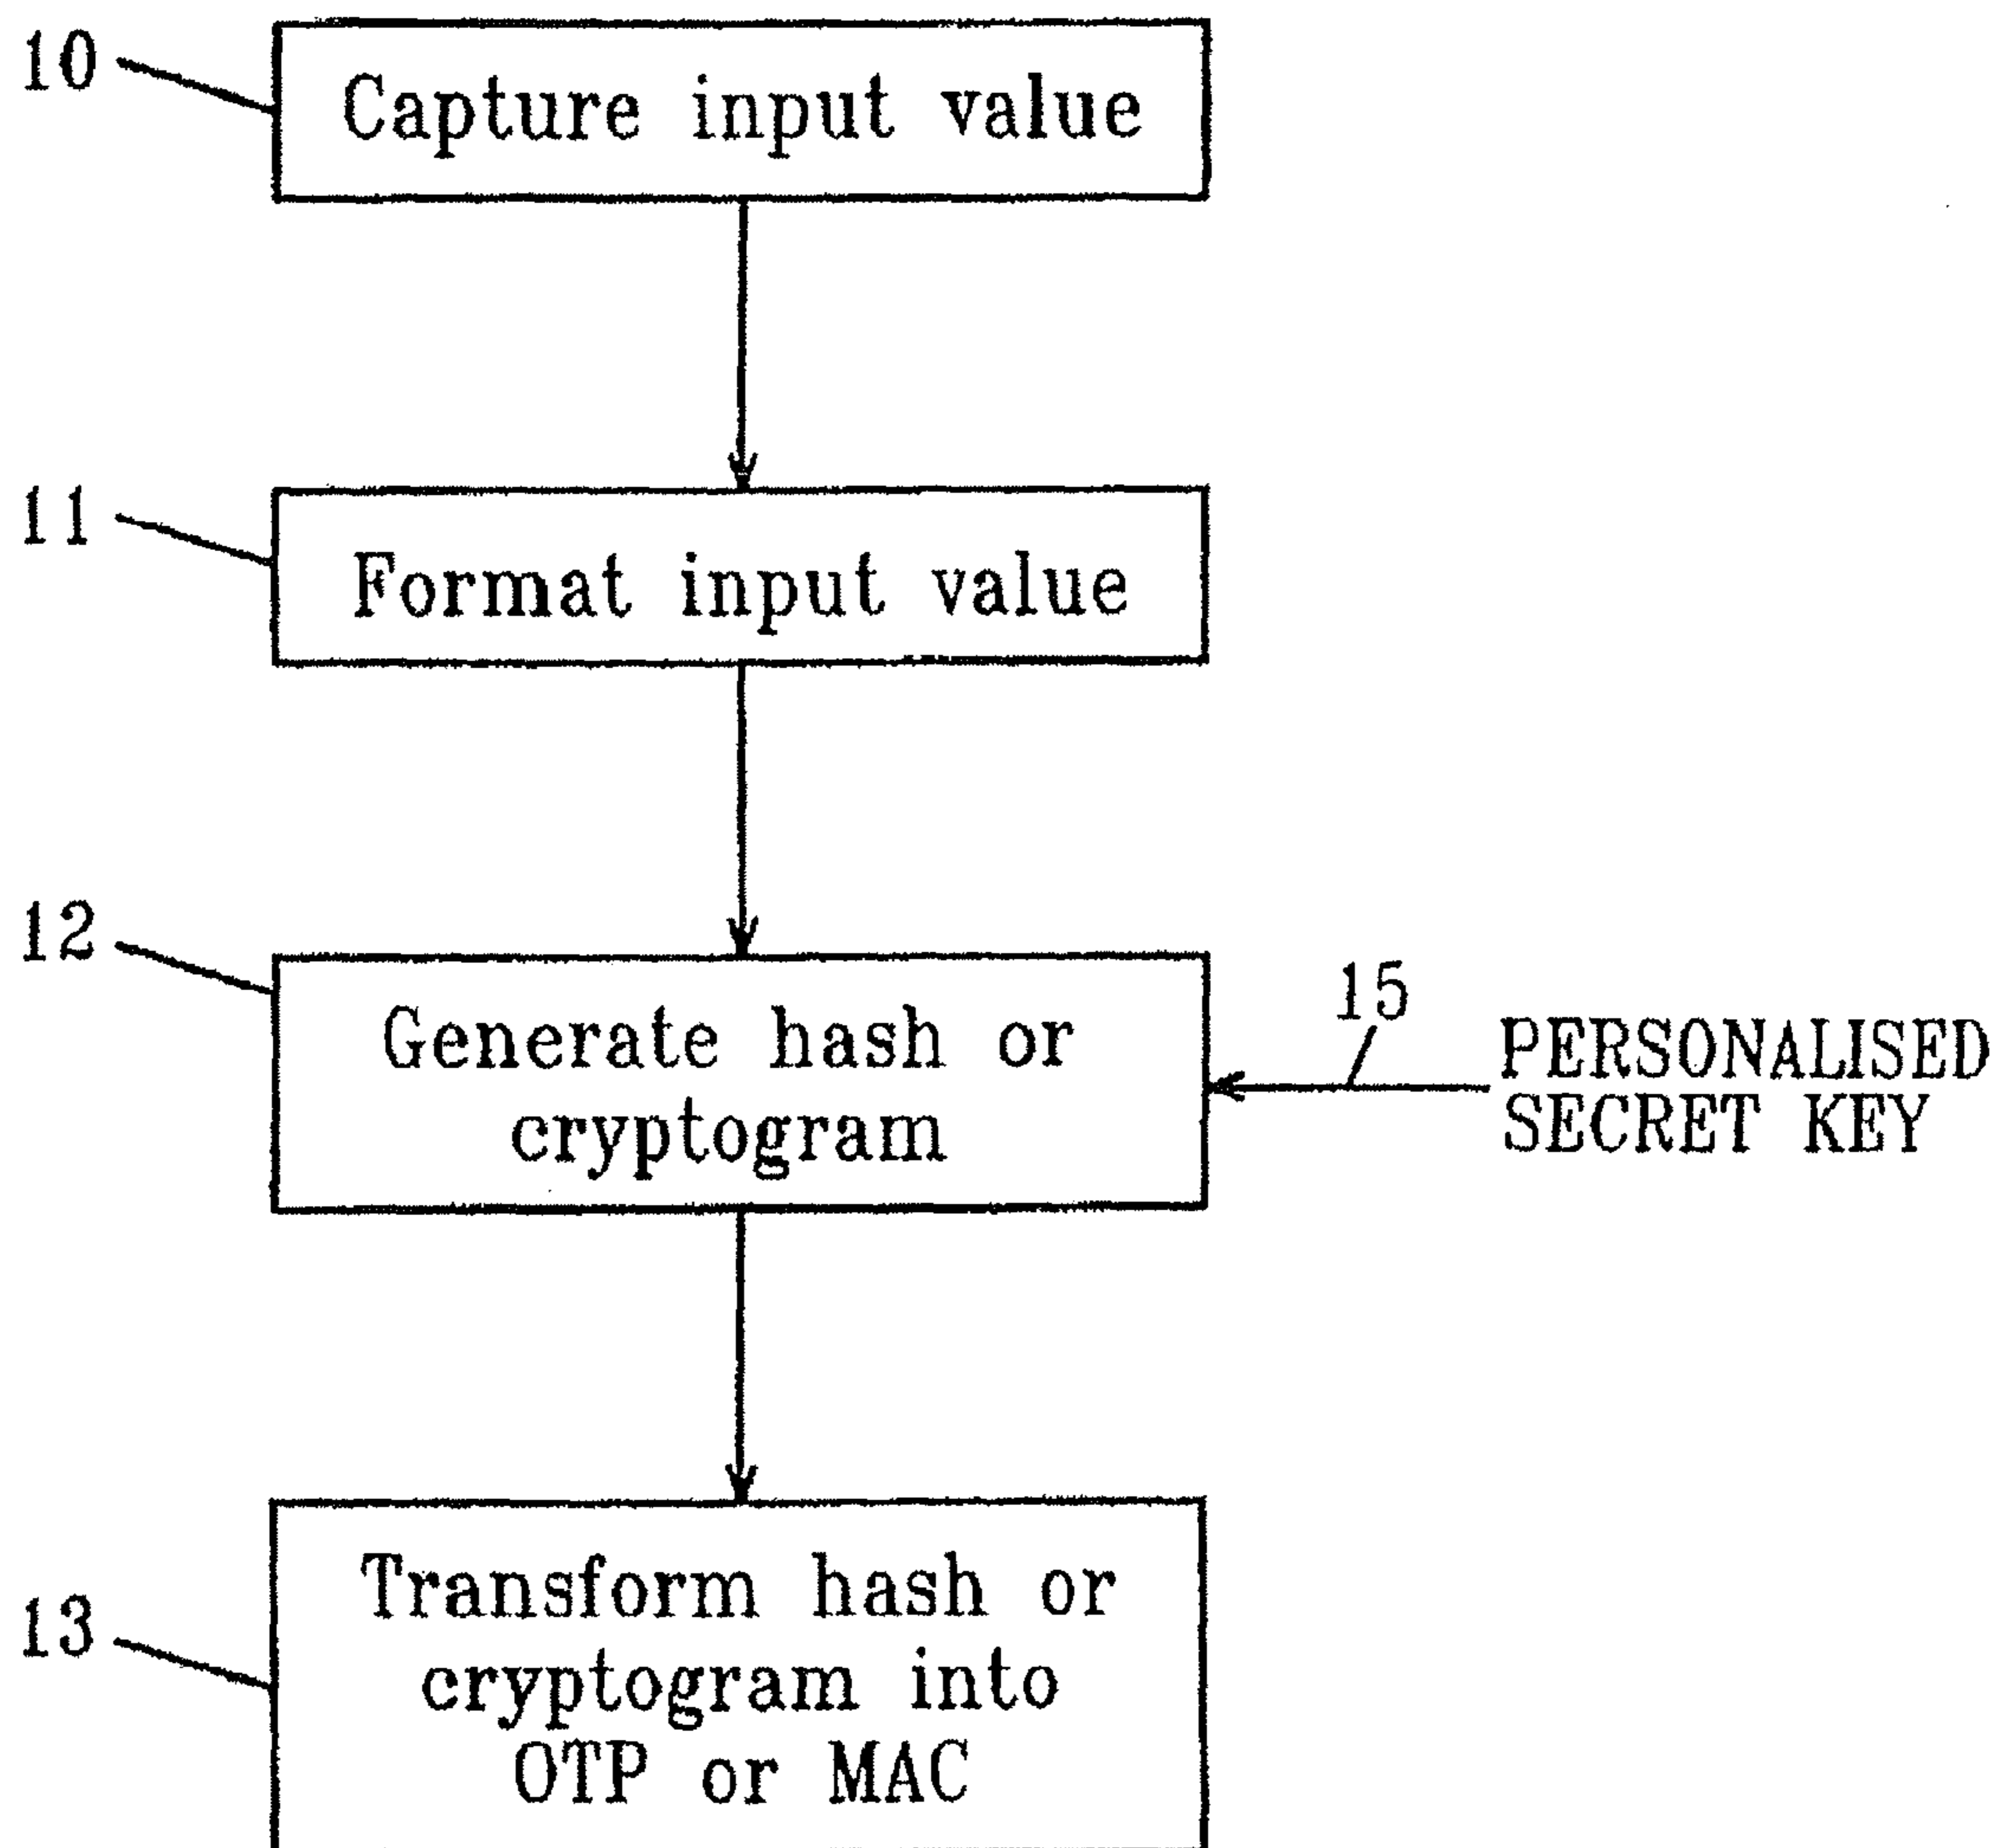 10
Capture input value
11
Format input value
12
Generate hash or
cryptogram
15
PERSONALISED
SECRET KEY
13
Transform hash or
cryptogram into
OTP or MAC